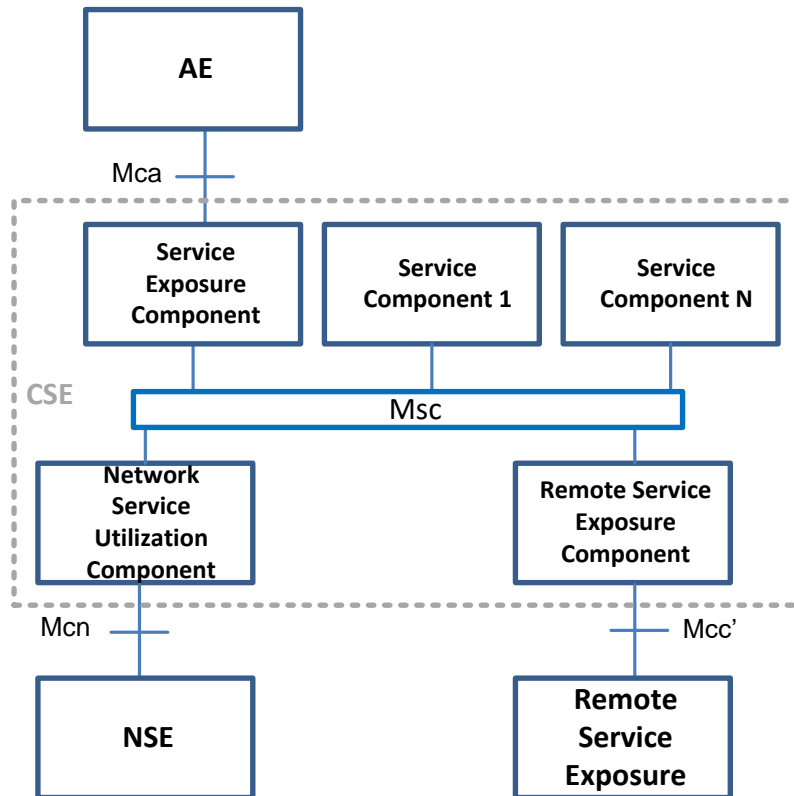 AE
Mca
Service
Exposure
Component
Service
Component 1
Service
Component N
CSE
Msc
Network
Service
Utilization
Component
Remote Service
Exposure
Component
Mcn
Mcc’
NSE
Remote
Service
Exposure